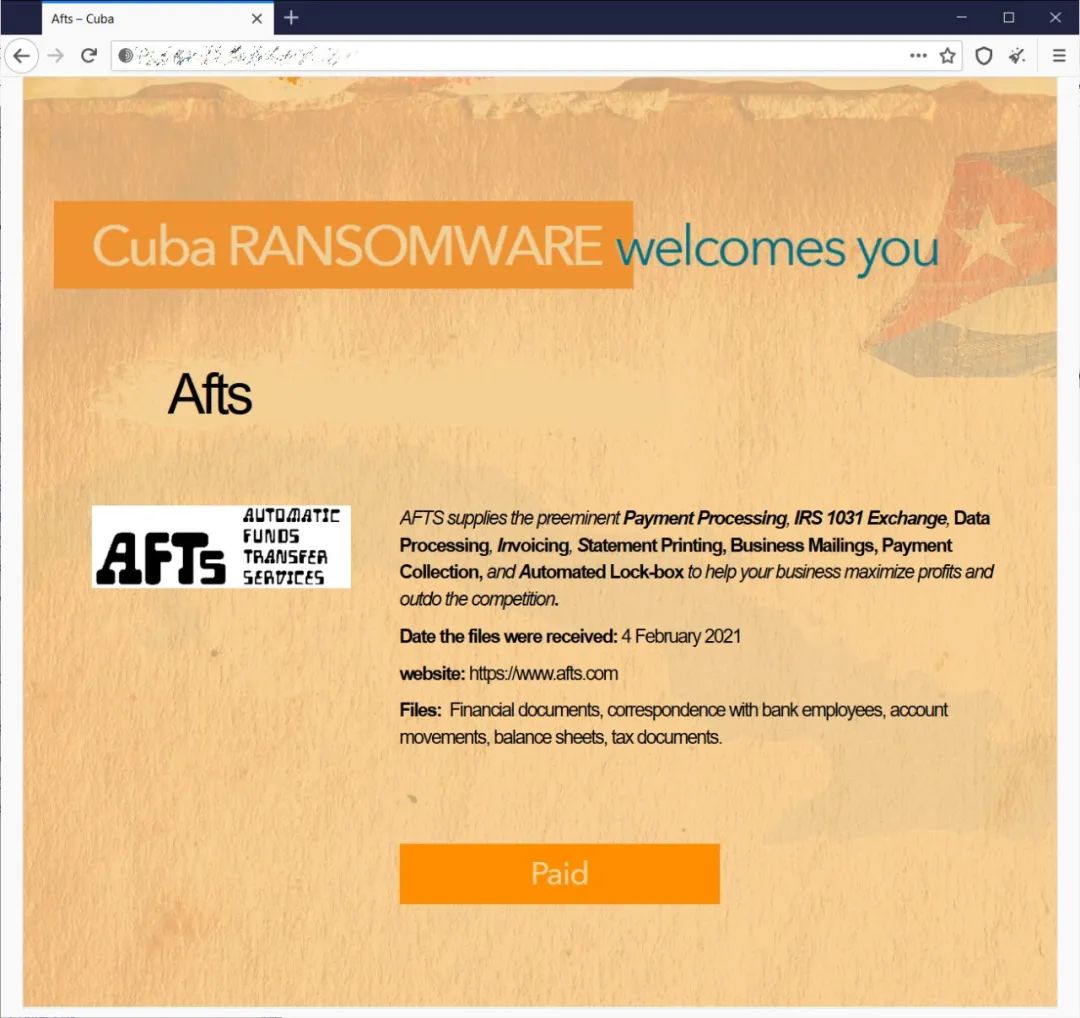 Afts – Cuba
Cuba RANSOMWARE welcomes you
Afts
AFTS AUTOMATIC
FUNDS
TRANSFER
SERVICES
AFTS supplies the preeminent Payment Processing, IRS 1031 Exchange, Data
Processing, Invoicing, Statement Printing, Business Mailings, Payment
Collection, and Automated Lock-box to help your business maximize profits and
outdo the competition.
Date the files were received: 4 February 2021
website: https://www.afts.com
Files: Financial documents, correspondence with bank employees, account
movements, balance sheets, tax documents.
Paid